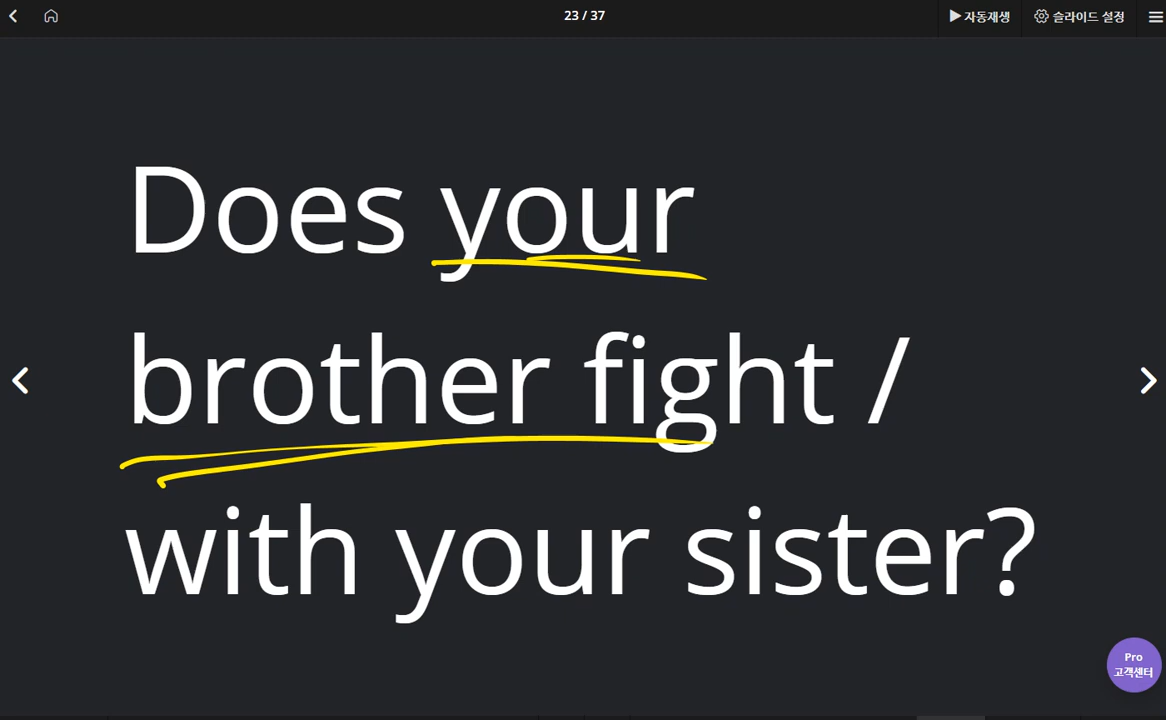 23 / 37
자동재생
슬라이드 설정
Does your
brother fight /
with your sister?
Pro
고객센터